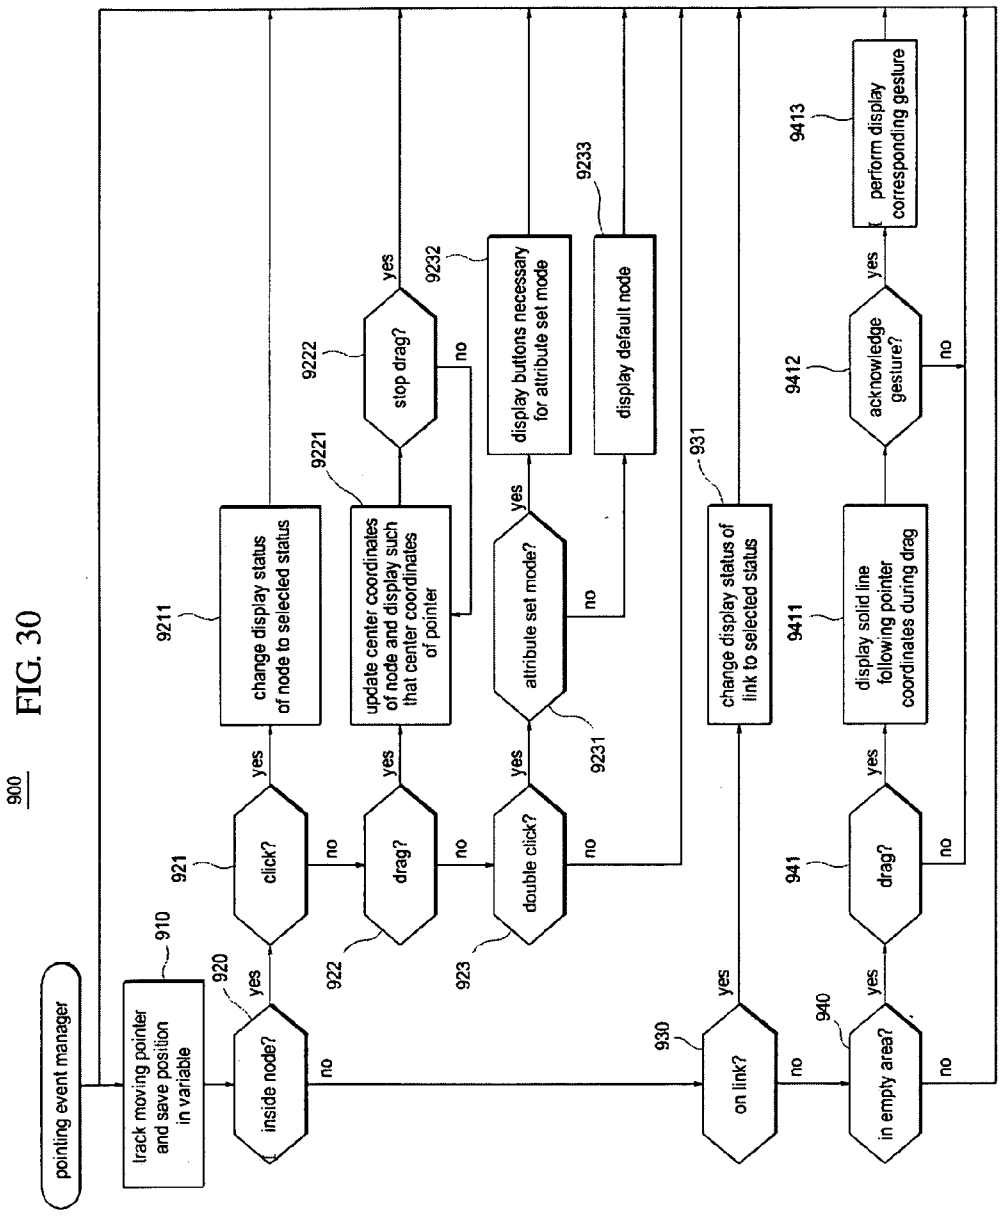 FIG. 30
900
pointing event manager
910
track moving pointer
and save position
in variable
920
inside node?
yes
no
921
click?
yes
no
9211
change display status
of node to selected status
922
drag?
yes
no
9221
update center coordinates
of node and display such
that center coordinates
of pointer
9222
stop drag?
yes
no
923
double click?
yes
no
9231
attribute set mode?
yes
no
9232
display buttons necessary
for attribute set mode
9233
display default node
930
on link?
yes
no
931
change display status of
link to selected status
940
in empty area?
yes
no
941
drag?
yes
no
9411
display solid line
following pointer
coordinates during drag
9412
acknowledge
gesture?
yes
no
9413
perform display
corresponding gesture